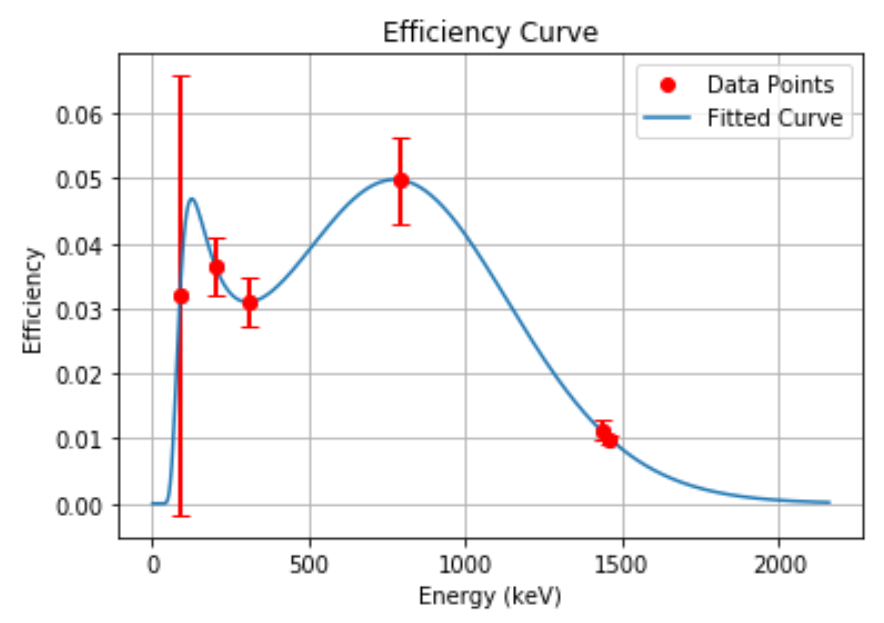 Efficiency Curve
Data Points
Fitted Curve
0.06
0.05
0.04
0.03
0.02
0.01
0.00
Efficiency
0 500 1000 1500 2000
Energy (keV)